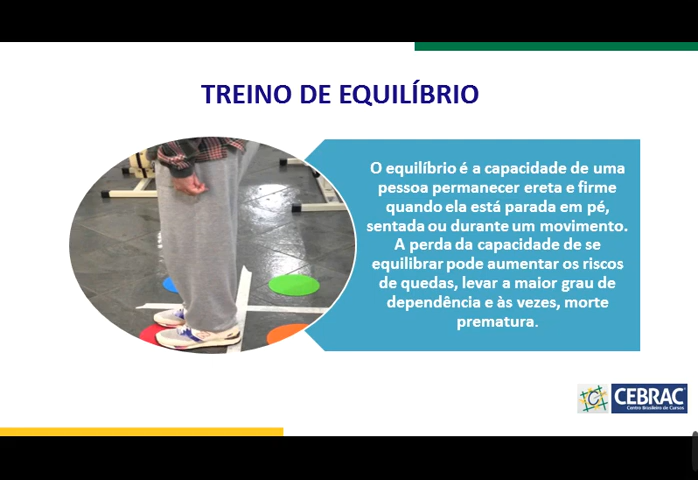 TREINO DE EQUILÍBRIO
O equilíbrio é a capacidade de uma
pessoa permanecer ereta e firme
quando ela está parada em pé,
sentada ou durante um movimento.
A perda da capacidade de se
equilibrar pode aumentar os riscos
de quedas, levar a maior grau de
dependência e às vezes, morte
prematura.
CEBRAC
Centro Brasileiro de Cursos